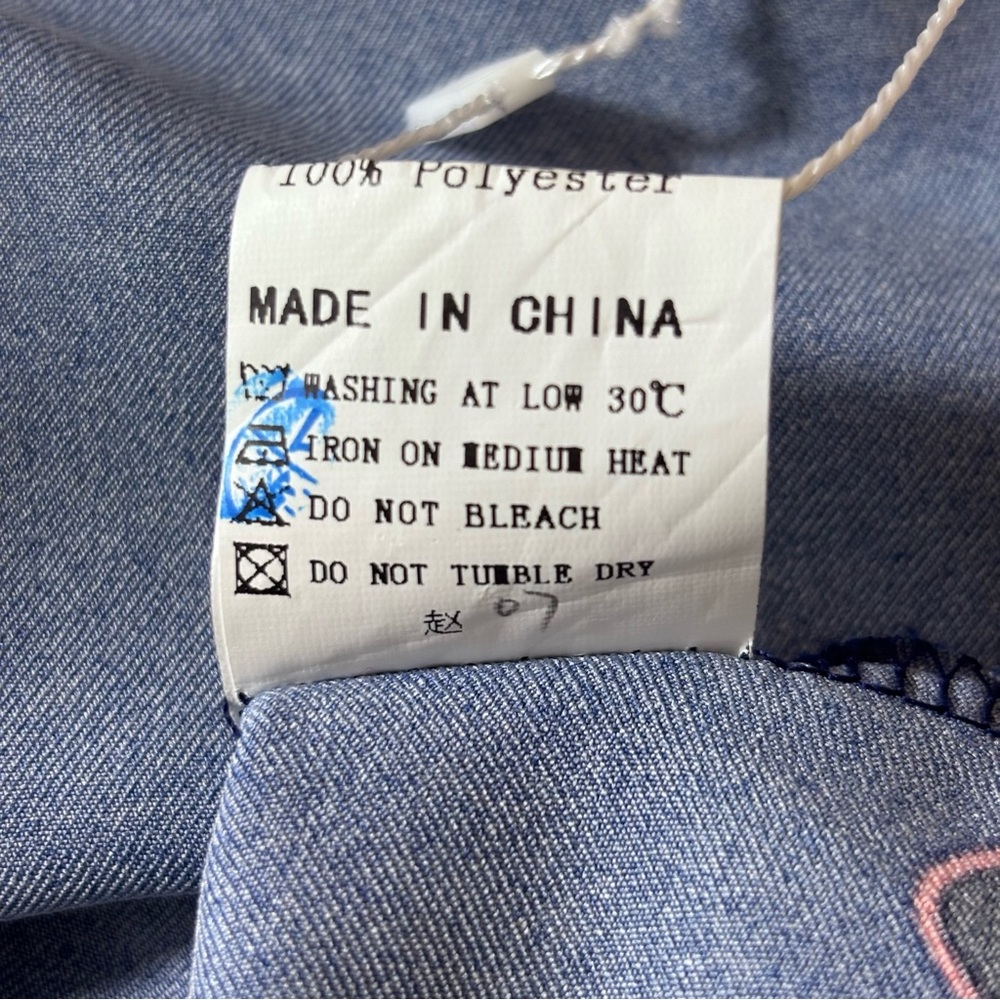 100% Polyester
MADE IN CHINA
WASHING AT LOW 30℃
IRON ON MEDIUM HEAT
DO NOT BLEACH
DO NOT TUMBLE DRY
赵 07